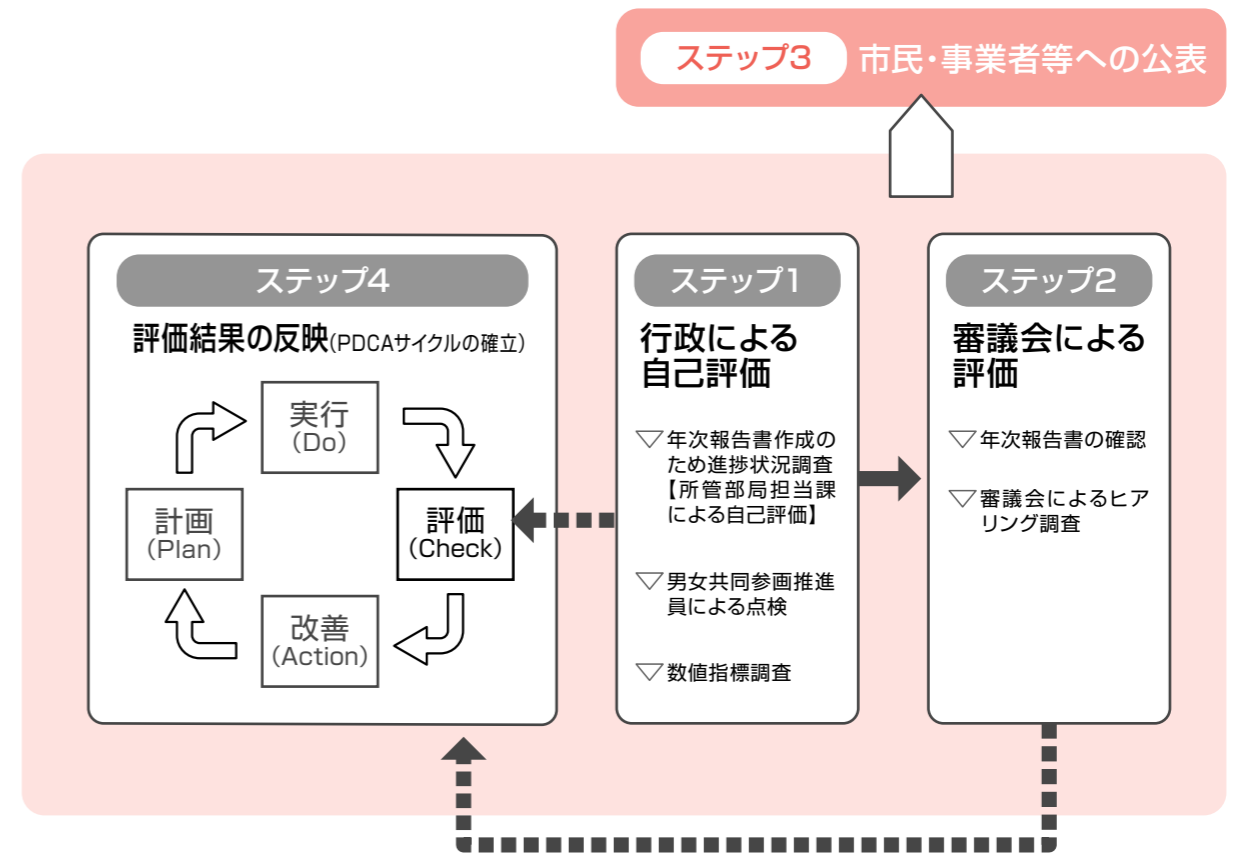 ステップ3 市民・事業者等への公表
ステップ4
評価結果の反映(PDCAサイクルの確立)
実行
(Do)
計画
(Plan)
評価
(Check)
改善
(Action)
ステップ1
行政による
自己評価
▽年次報告書作成の
ため進捗状況調査
【所管部局担当課
による自己評価】
▽男女共同参画推進
員による点検
▽数値指標調査
ステップ2
審議会による
評価
▽年次報告書の確認
▽審議会によるヒア
リング調査